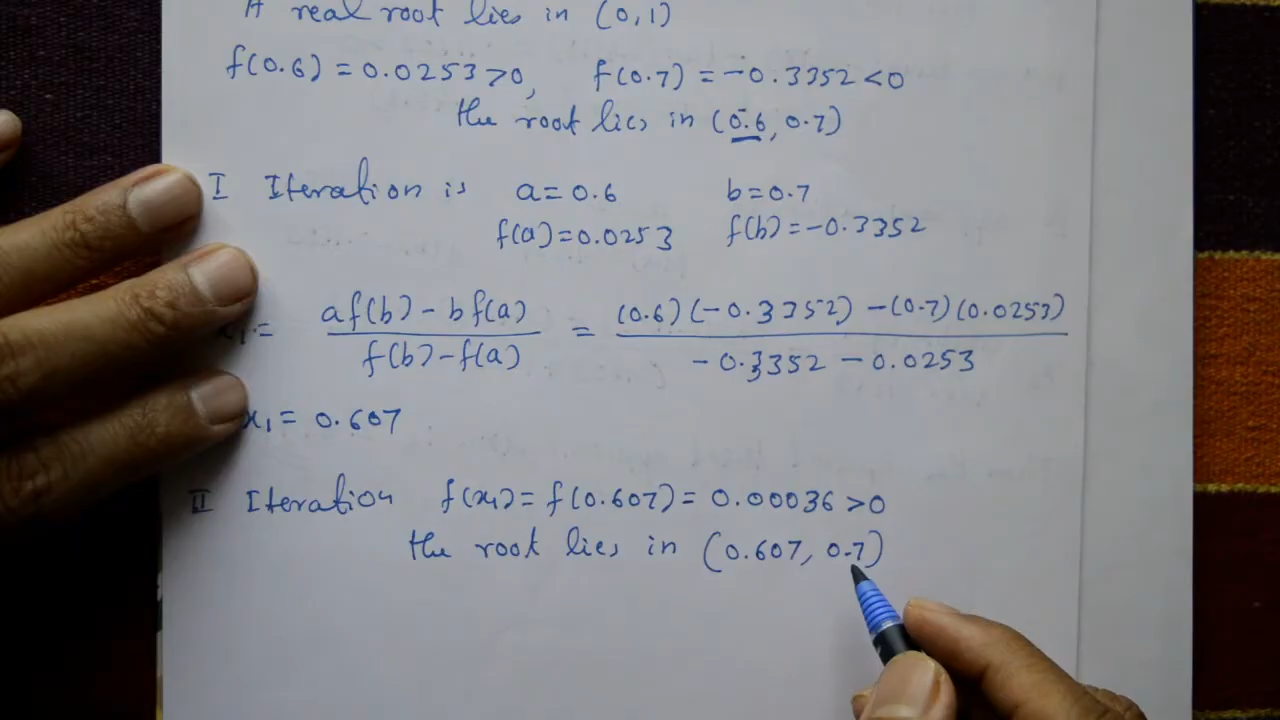 A real root lies in (0,1)
f(0.6) = 0.0253 >0, f(0.7) = -0.3352 <0
the root lies in (0.6, 0.7)
I Iteration is a = 0.6 b = 0.7
f(a) = 0.0253 f(b) = -0.3352
x1 = af(b) - bf(a) / f(b) - f(a) = (0.6)(-0.3352) - (0.7)(0.0253) / -0.3352 - 0.0253
x1 = 0.607
II Iteration f(x1) = f(0.607) = 0.00036 >0
the root lies in (0.607, 0.7)